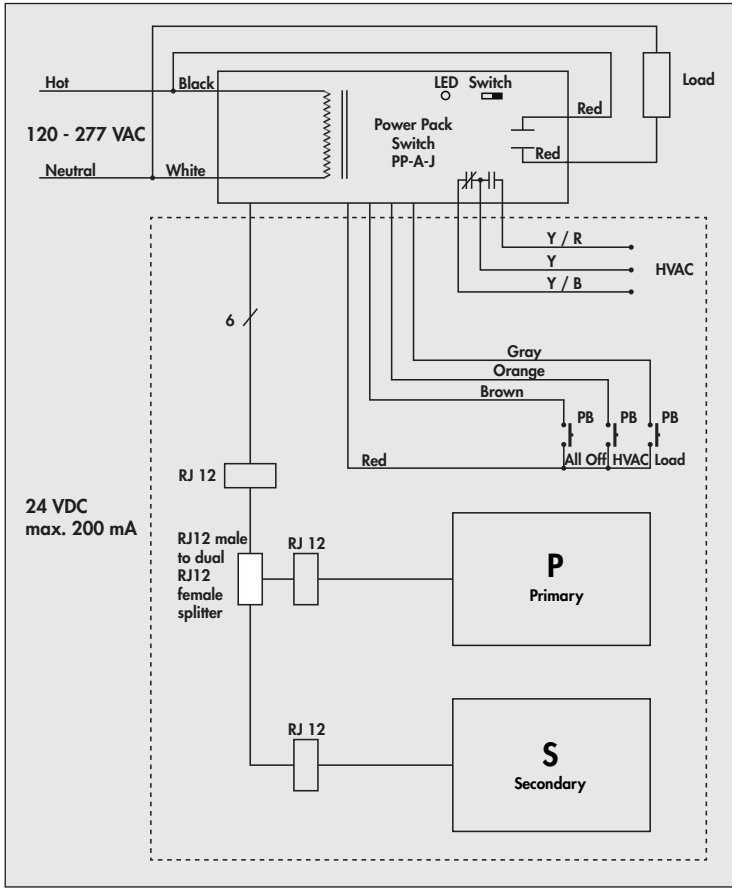 Hot
Black
LED Switch
Load
Red
120 - 277 VAC
Power Pack
Switch
PP-A-J
Red
Neutral
White
Y / R
Y
HVAC
Y / B
6
Gray
Orange
Brown
PB
PB
PB
Red
All Off
HVAC
Load
RJ 12
24 VDC
max. 200 mA
RJ12 male
to dual
RJ12
female
splitter
RJ 12
P
Primary
RJ 12
S
Secondary